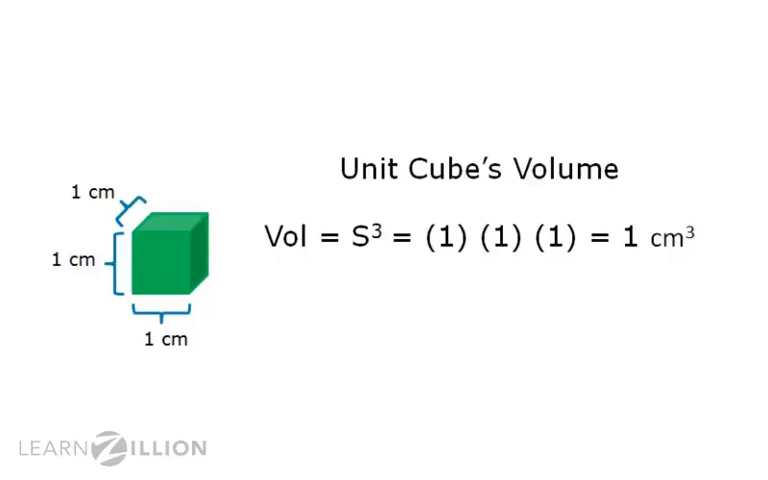 Unit Cube’s Volume
1 cm
Vol = S³ = (1) (1) (1) = 1 cm³
1 cm
1 cm
LEARNZILLION